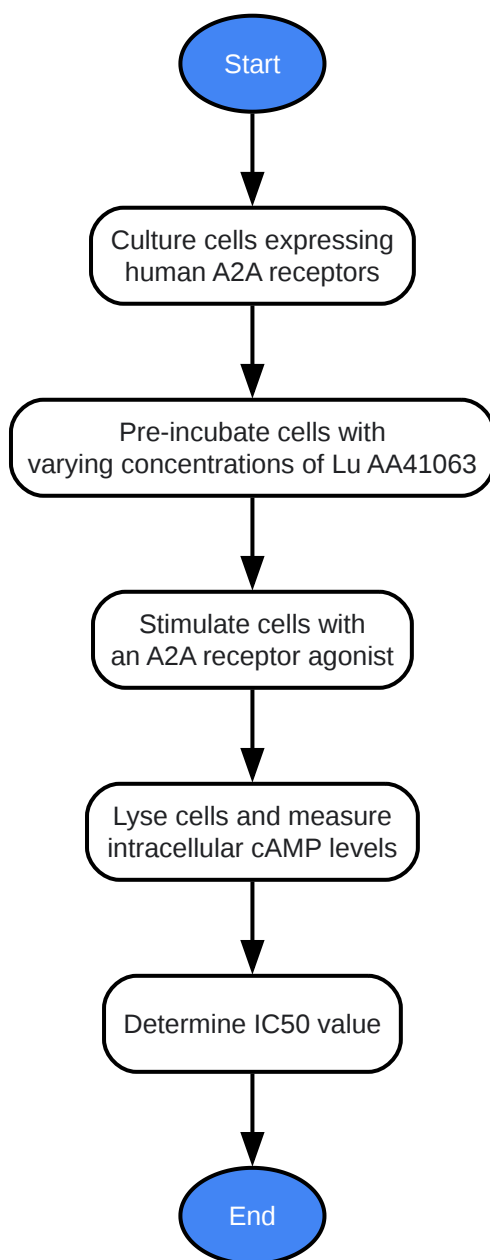 Start
Culture cells expressing
human A2A receptors
Pre-incubate cells with
varying concentrations of Lu AA41063
Stimulate cells with
an A2A receptor agonist
Lyse cells and measure
intracellular cAMP levels
Determine IC50 value
End